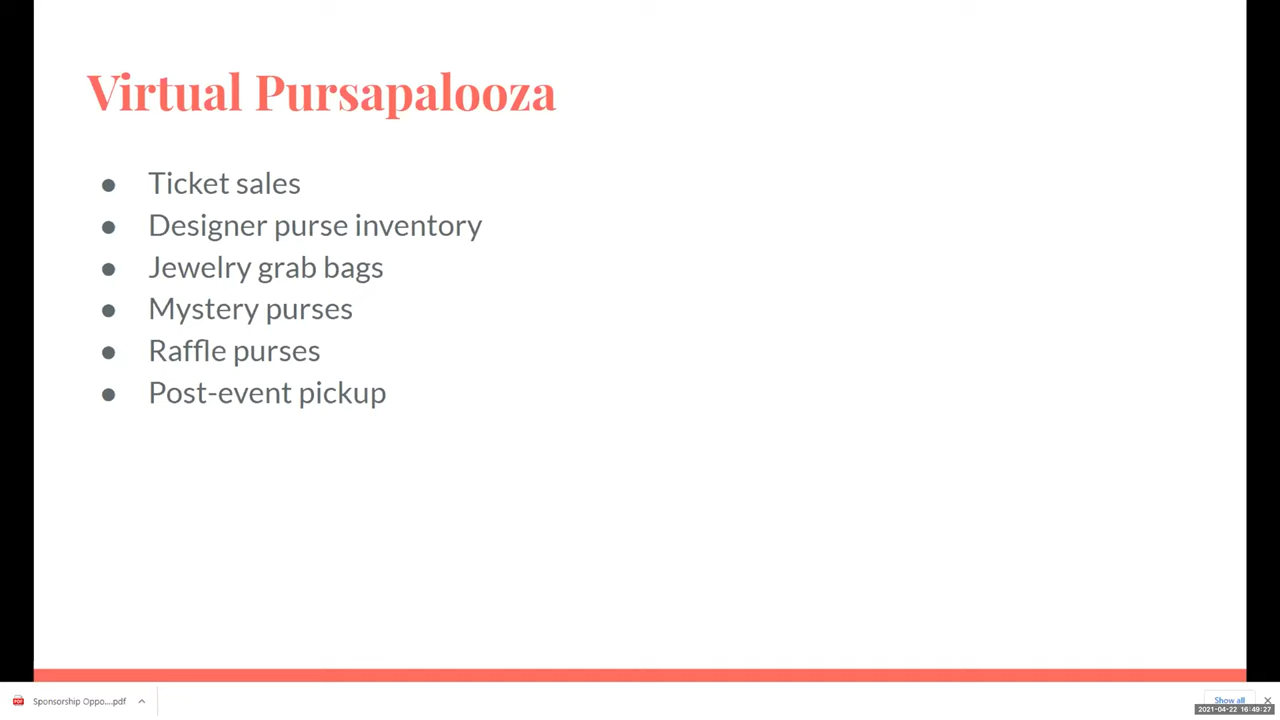 Virtual Pursapalooza
● Ticket sales
● Designer purse inventory
● Jewelry grab bags
● Mystery purses
● Raffle purses
● Post-event pickup
PDF Sponsorship Oppo....pdf
Show all
2021-04-22 16:49:27